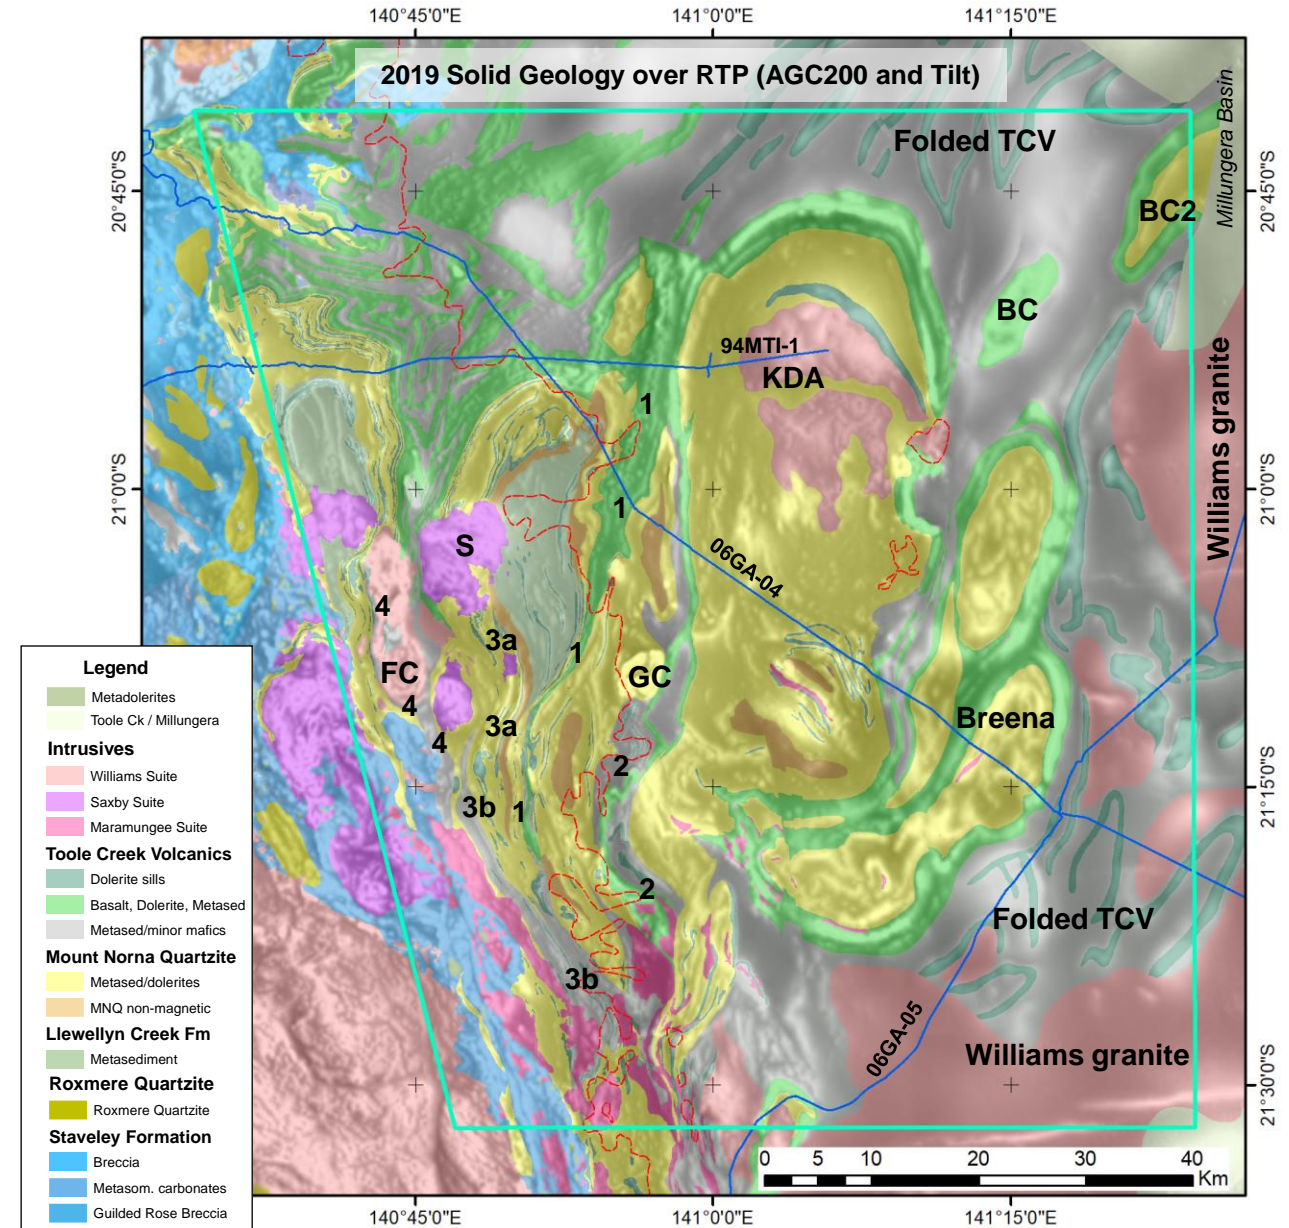 140°45'0"E
141°0'0"E
141°15'0"E
2019 Solid Geology over RTP (AGC200 and Tilt)
Millungera Basin
Folded TCV
20°45'0"S
20°45'0"S
BC2
BC
94MTI-1
KDA
1
Williams granite
21°0'0"S
21°0'0"S
1
S
06GA-04
4
3a
1
FC
GC
4
3a
Breena
4
2
3b
1
21°15'0"S
21°15'0"S
2
Folded TCV
3b
06GA-05
Williams granite
21°30'0"S
Legend
Metadolerites
Toole Ck / Millungera
Intrusives
Williams Suite
Saxby Suite
Maramungee Suite
Toole Creek Volcanics
Dolerite sills
Basalt, Dolerite, Metased
Metased/minor mafics
Mount Norna Quartzite
Metased/dolerites
MNQ non-magnetic
Llewellyn Creek Fm
Metasediment
Roxmere Quartzite
Roxmere Quartzite
Staveley Formation
Breccia
Metasom. carbonates
Guilded Rose Breccia
0 5 10 20 30 40
Km
140°45'0"E
141°0'0"E
141°15'0"E